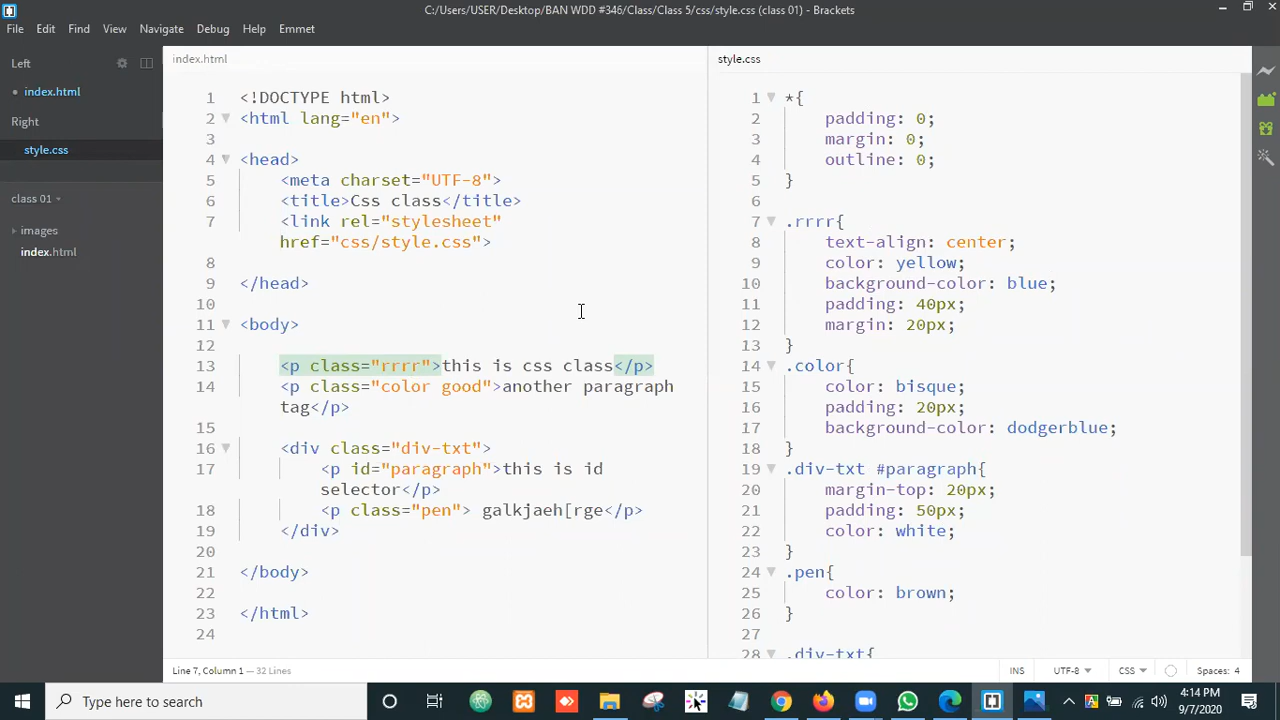 C:/Users/USER/Desktop/BAN WDD #346/Class/Class 5/css/style.css (class 01) - Brackets
File Edit Find View Navigate Debug Help Emmet
Left
• index.html
Right
style.css
class 01
images
index.html
index.html
1 <!DOCTYPE html>
2 <html lang="en">
3
4 <head>
5 <meta charset="UTF-8">
6 <title>Css class</title>
7 <link rel="stylesheet"
href="css/style.css">
8
9 </head>
10
11 <body>
12
13 <p class="rrrr">this is css class</p>
14 <p class="color good">another paragraph
tag</p>
15
16 <div class="div-txt">
17 <p id="paragraph">this is id
selector</p>
18 <p class="pen"> galkjaeh[rge</p>
19 </div>
20
21 </body>
22
23 </html>
24
style.css
1 *{
2 padding: 0;
3 margin: 0;
4 outline: 0;
5 }
6
7 .rrrr{
8 text-align: center;
9 color: yellow;
10 background-color: blue;
11 padding: 40px;
12 margin: 20px;
13 }
14 .color{
15 color: bisque;
16 padding: 20px;
17 background-color: dodgerblue;
18 }
19 .div-txt #paragraph{
20 margin-top: 20px;
21 padding: 50px;
22 color: white;
23 }
24 .pen{
25 color: brown;
26 }
27
28 .div-txt{
Line 7, Column 1 — 32 Lines
INS UTF-8 CSS Spaces: 4
Type here to search
4:14 PM
9/7/2020